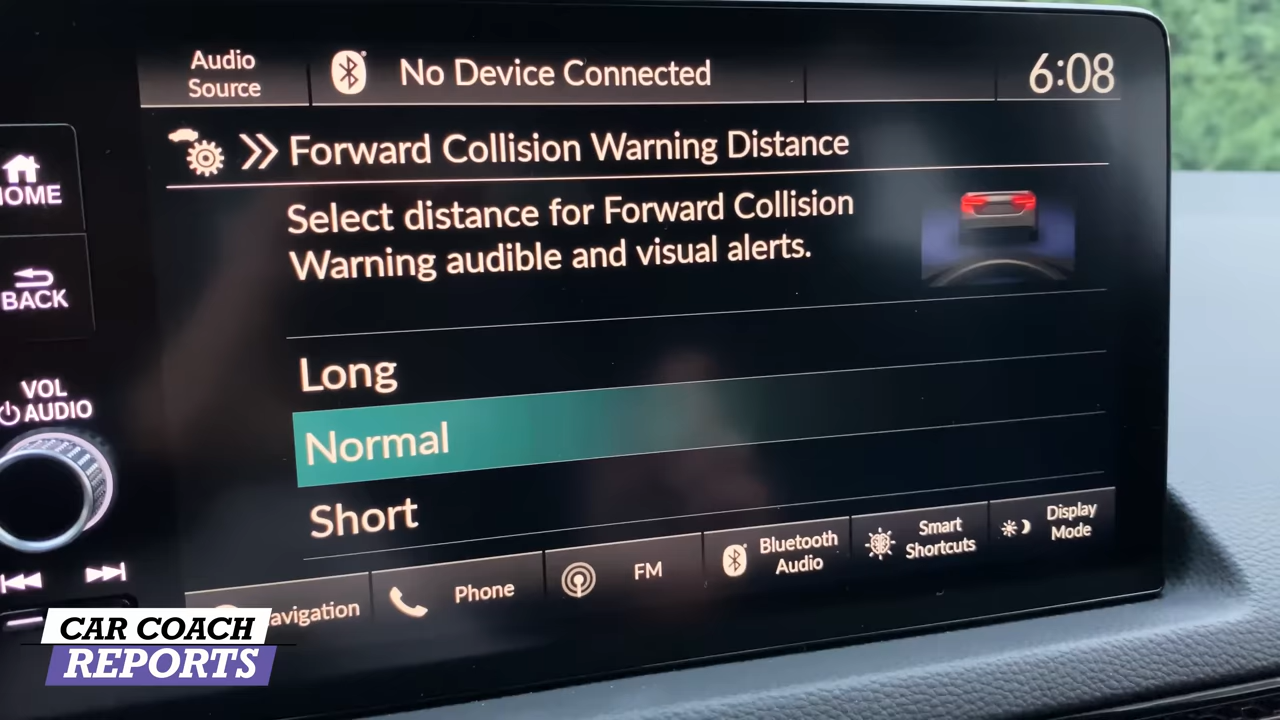 Audio
Source
No Device Connected
6:08
Forward Collision Warning Distance
Select distance for Forward Collision
Warning audible and visual alerts.
Long
Normal
Short
OME
BACK
VOL
AUDIO
avigation
Phone
FM
Bluetooth
Audio
Smart
Shortcuts
Display
Mode
CAR COACH
REPORTS